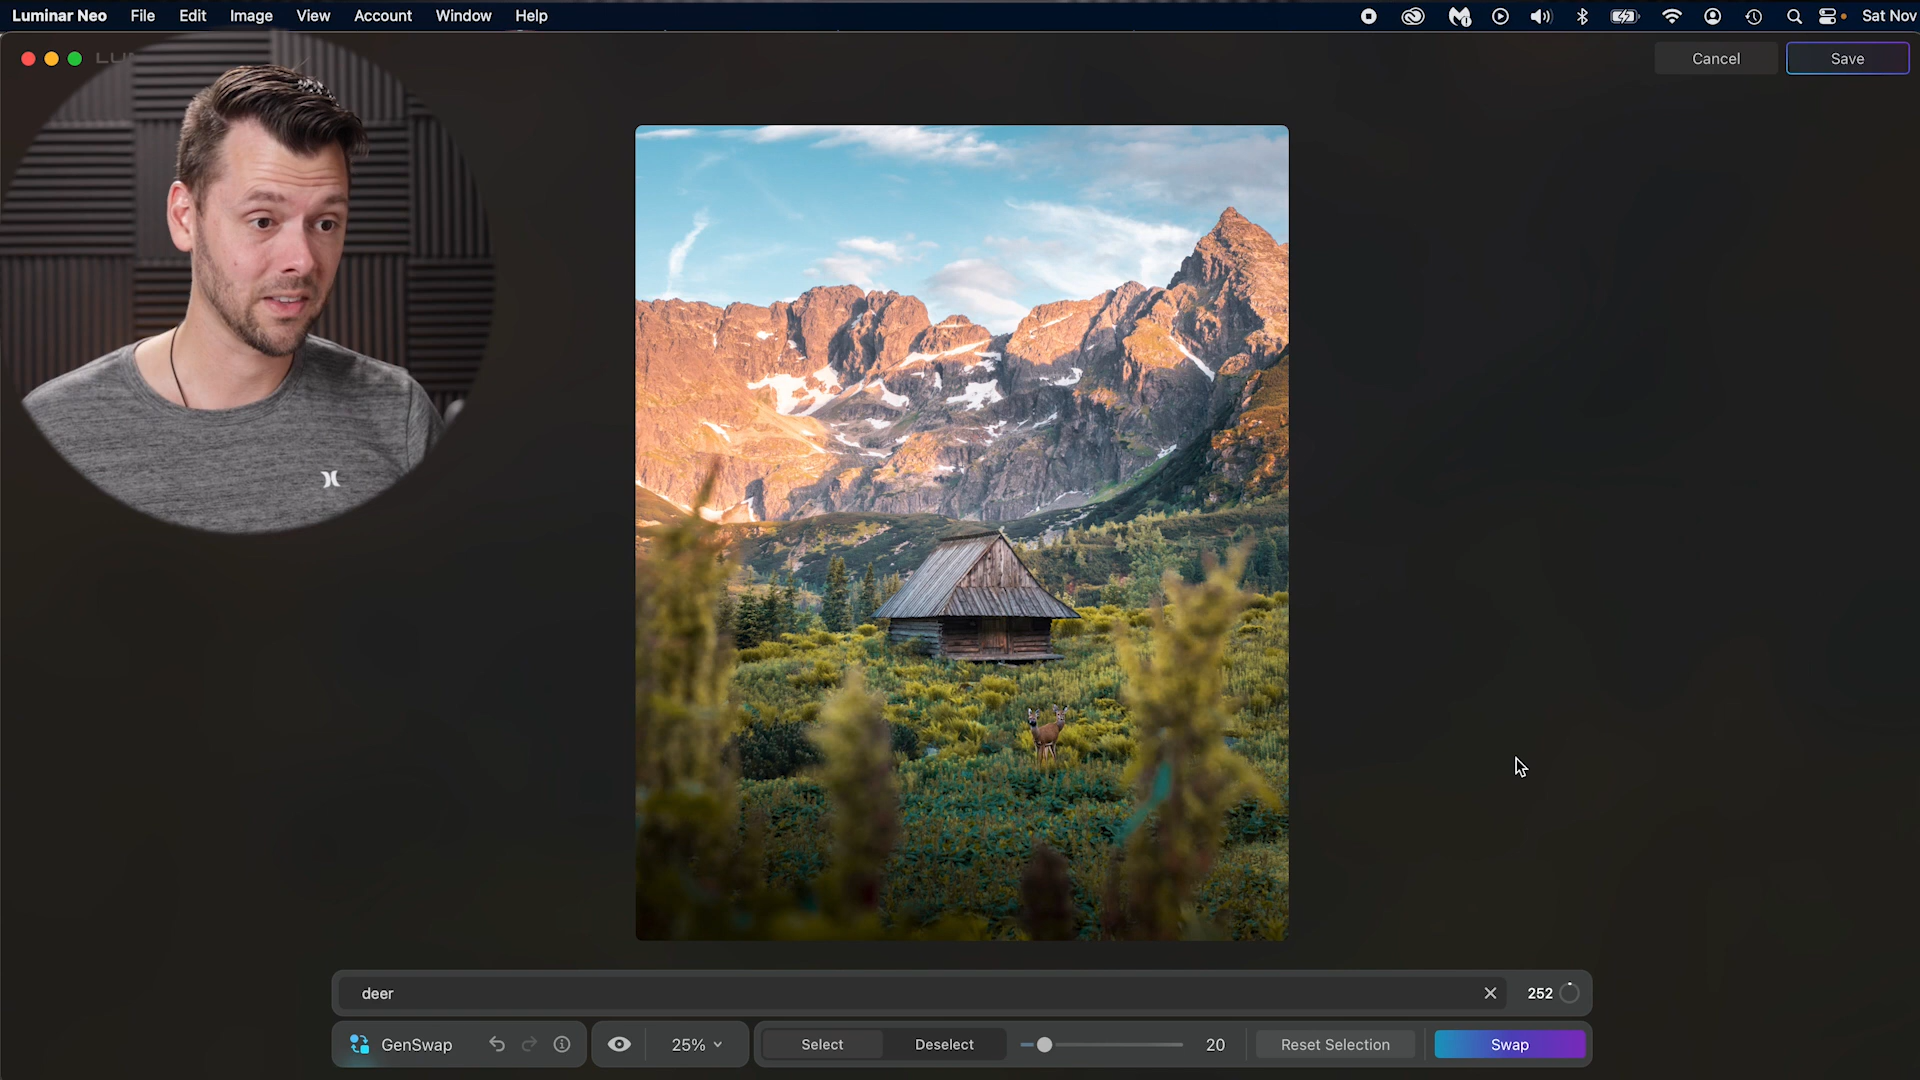 Luminar Neo File Edit Image View Account Window Help Sat Nov
LU
Cancel Save
deer 252
GenSwap 25% Select Deselect 20 Reset Selection Swap